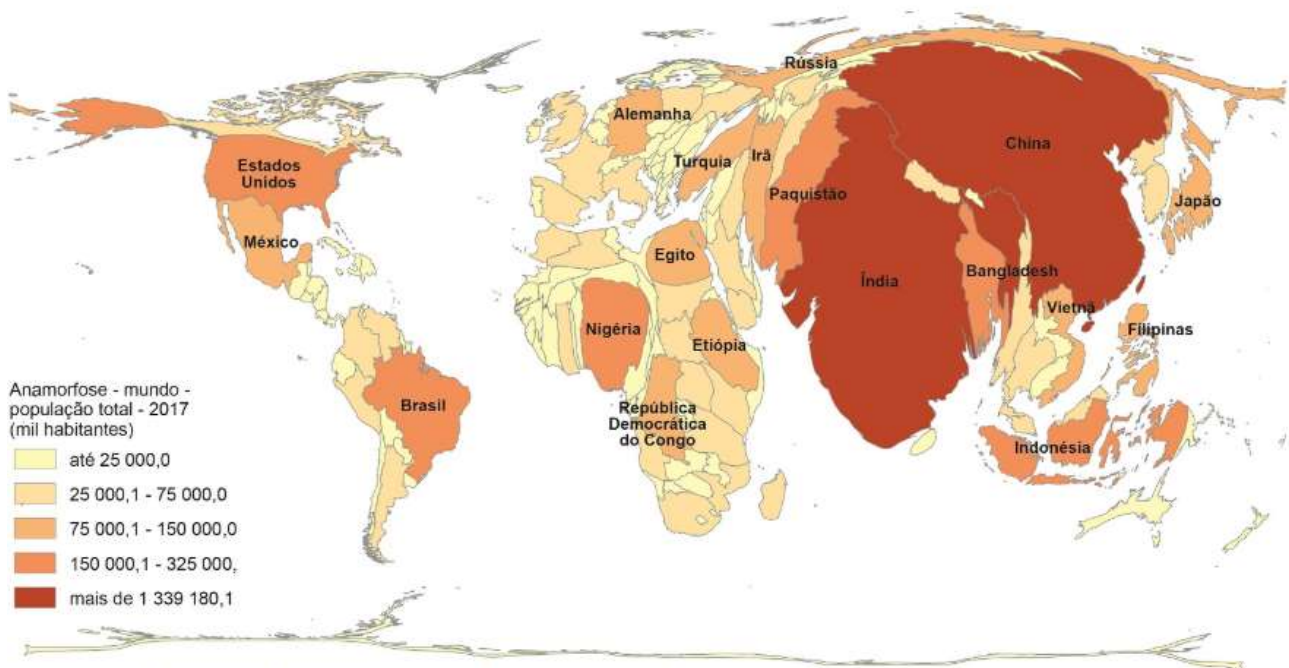 Rússia
Alemanha
China
Estados
Unidos
Turquia
Irã
Paquistão
Japão
México
Egito
Bangladesh
Índia
Vietnã
Nigéria
Filipinas
Etiópia
Anamorfose - mundo -
população total - 2017
(mil habitantes)
Brasil
República
Democrática
do Congo
Indonésia
até 25 000,0
25 000,1 - 75 000,0
75 000,1 - 150 000,0
150 000,1 - 325 000,
mais de 1 339 180,1